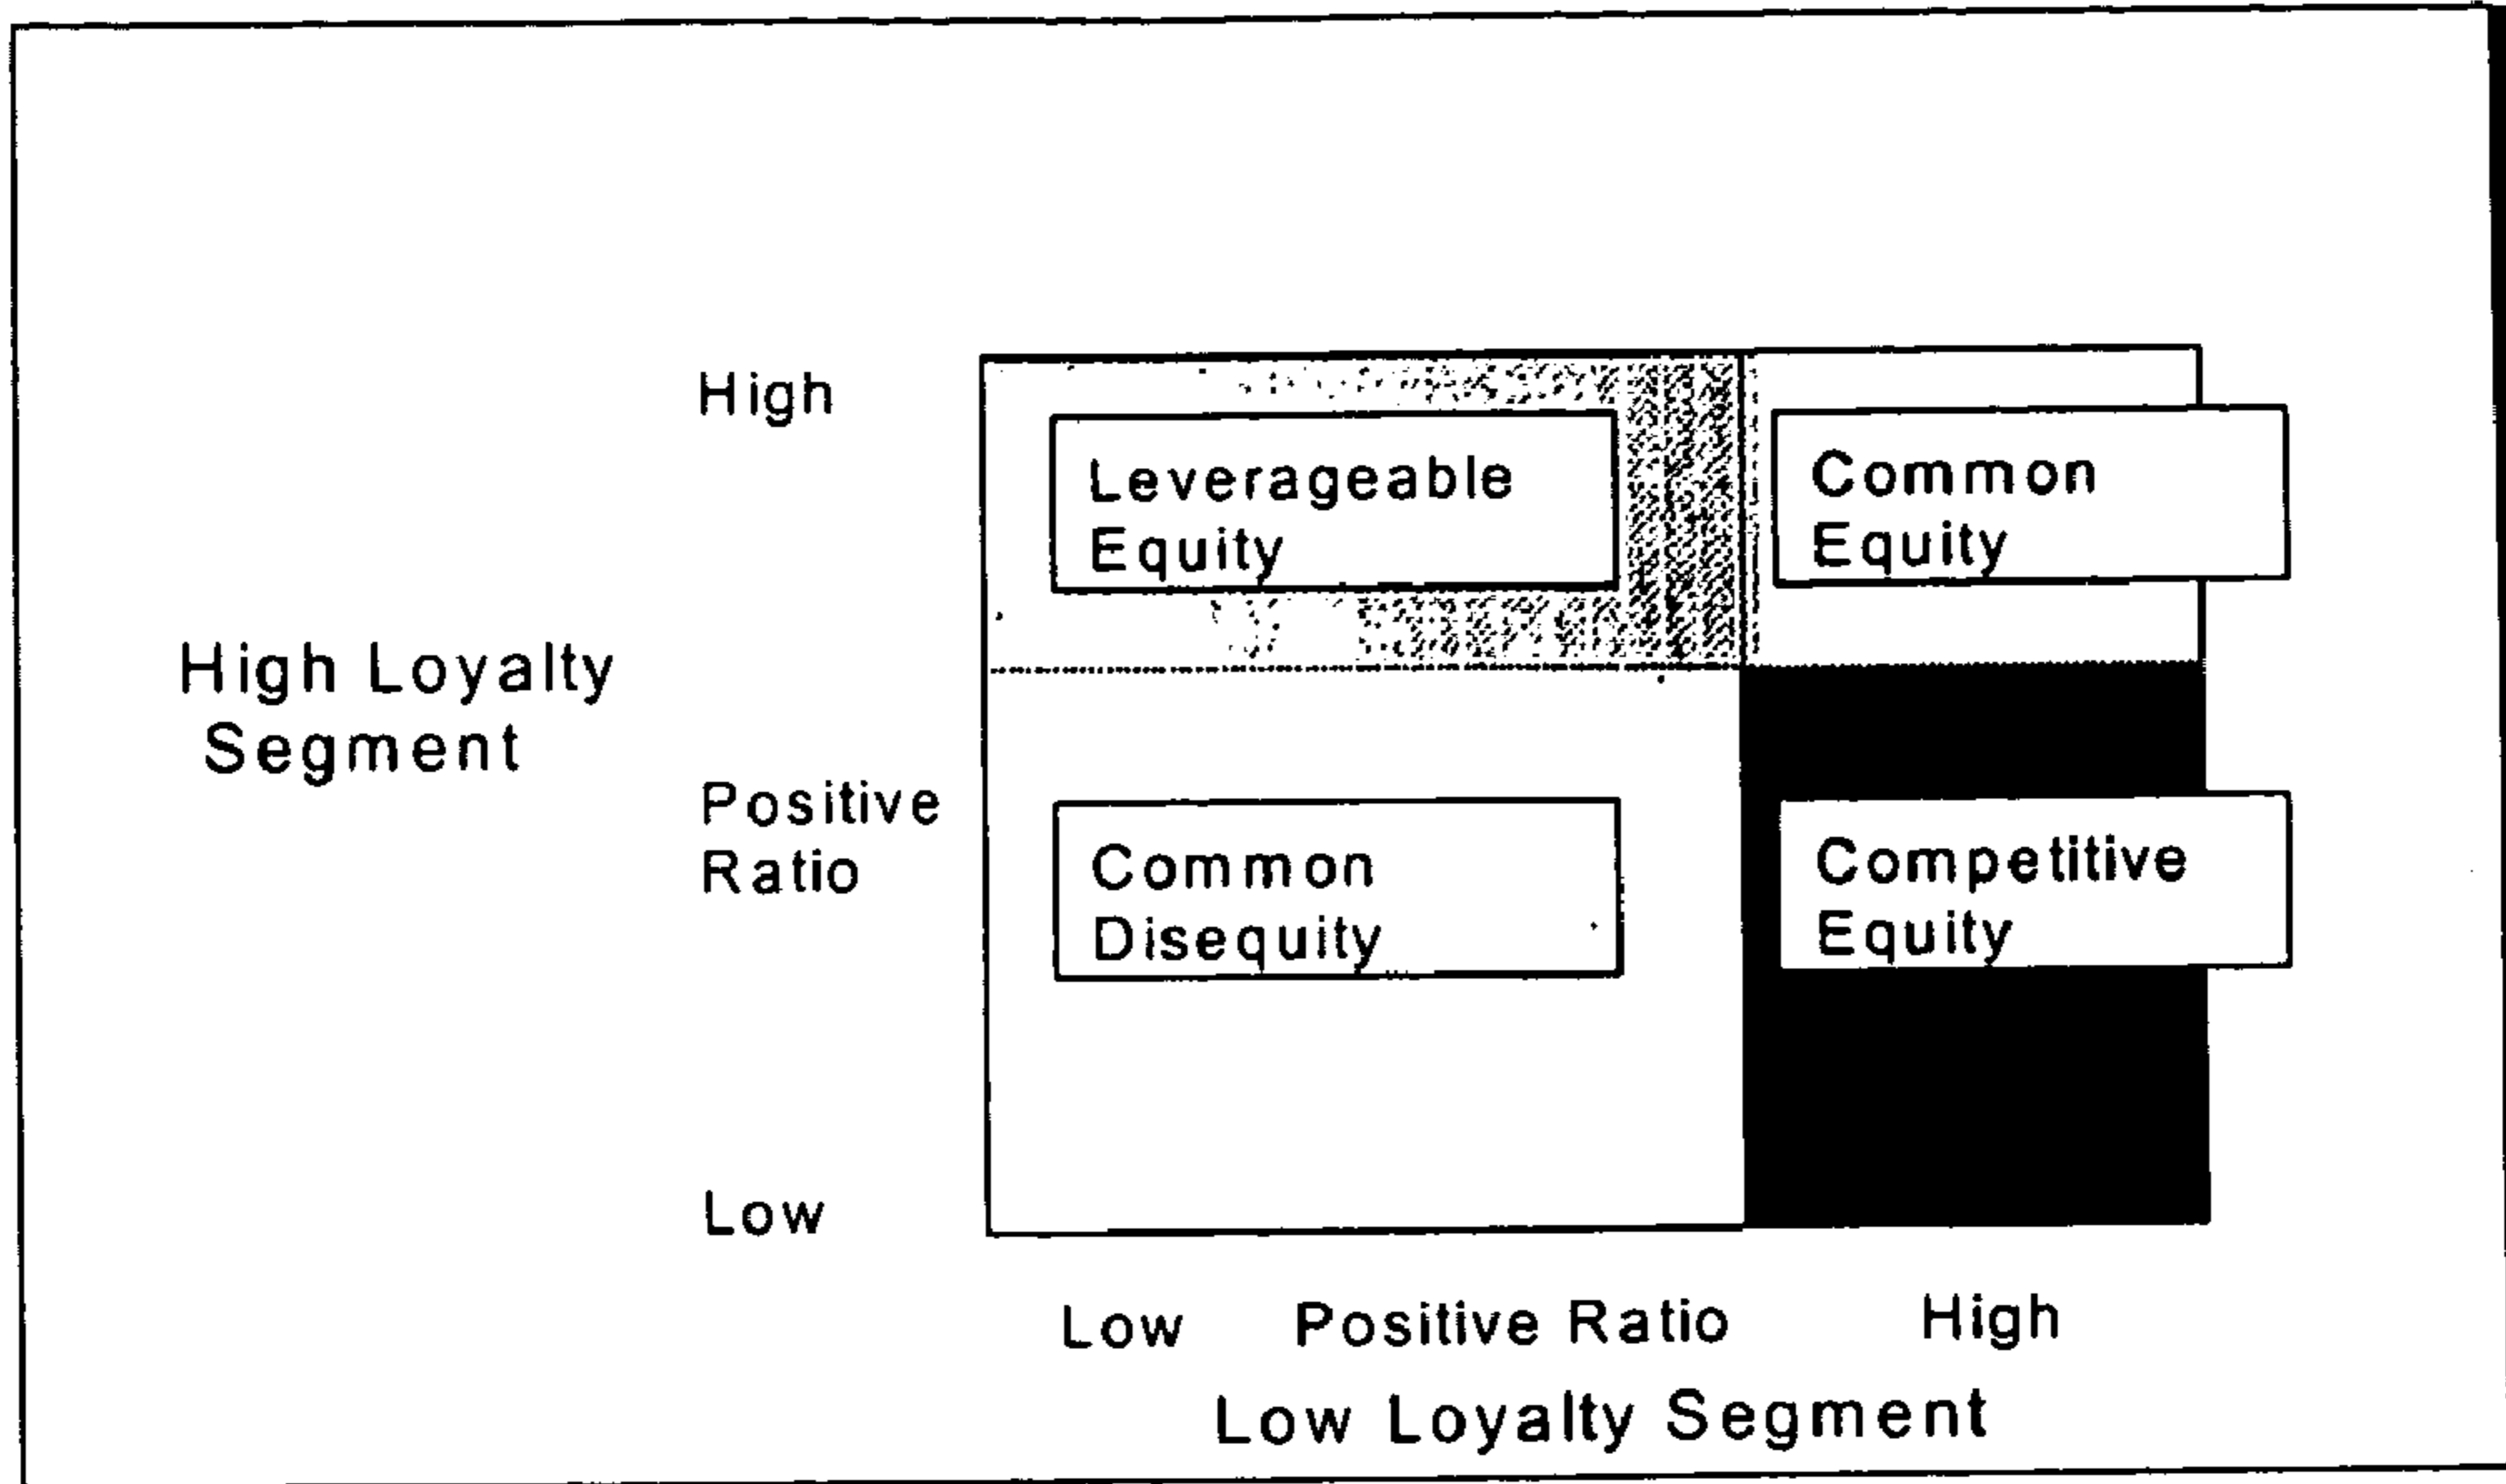 High
Leverageable
Equity
Common
Equity
High Loyalty
Segment
Positive
Ratio
Common
Disequity
Competitive
Equity
Low
Low Positive Ratio High
Low Loyalty Segment